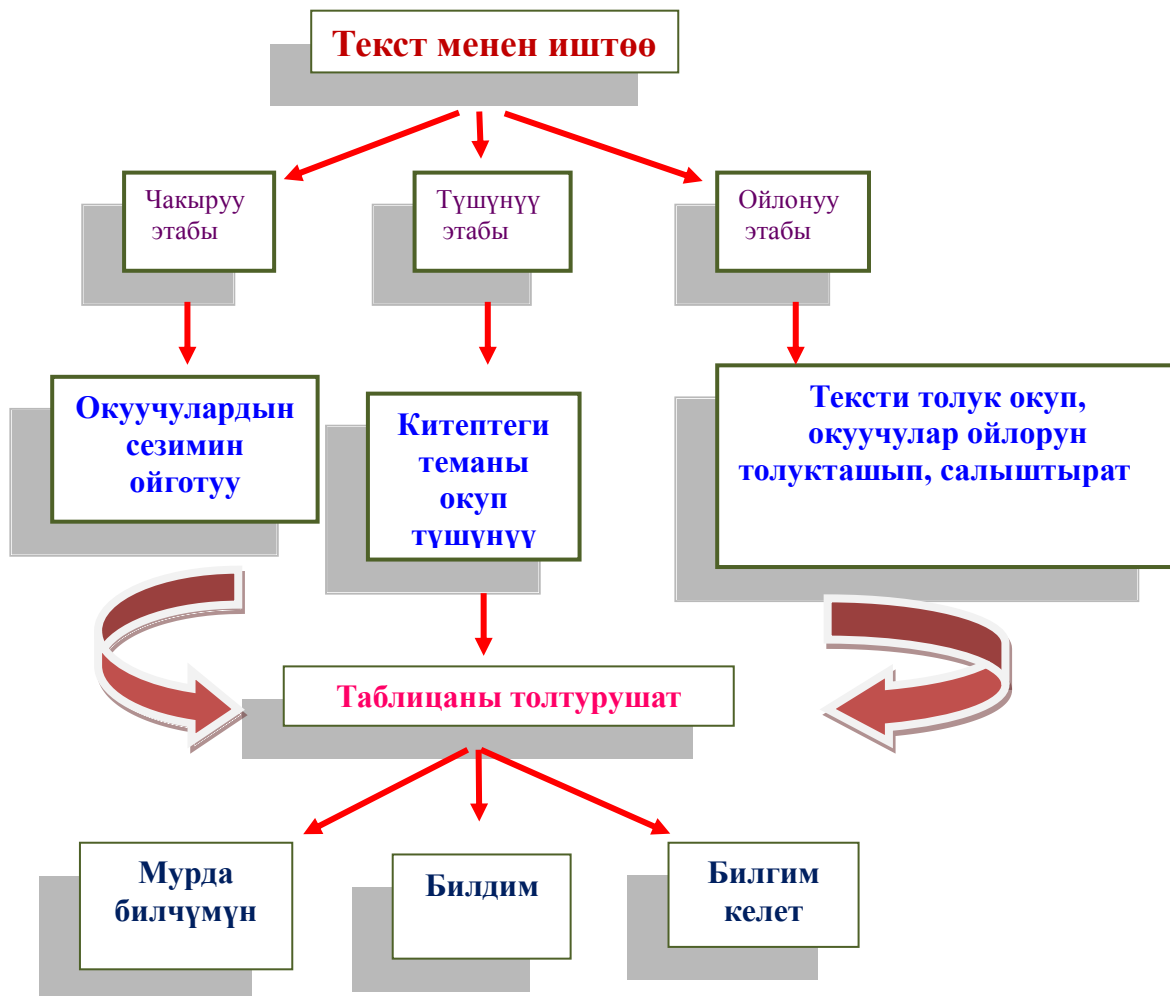 Текст менен иштөө
Чакыруу
этабы
Түшүнүү
этабы
Ойлонуу
этабы
Окуучулардын
сезимин
ойготуу
Китептеги
теманы
окуп
түшүнүү
Тексти толук окуп,
окуучулар ойлорун
толукташып, салыштырат
Таблицаны толтурушат
Мурда
билчүмүн
Билдим
Билгим
келет